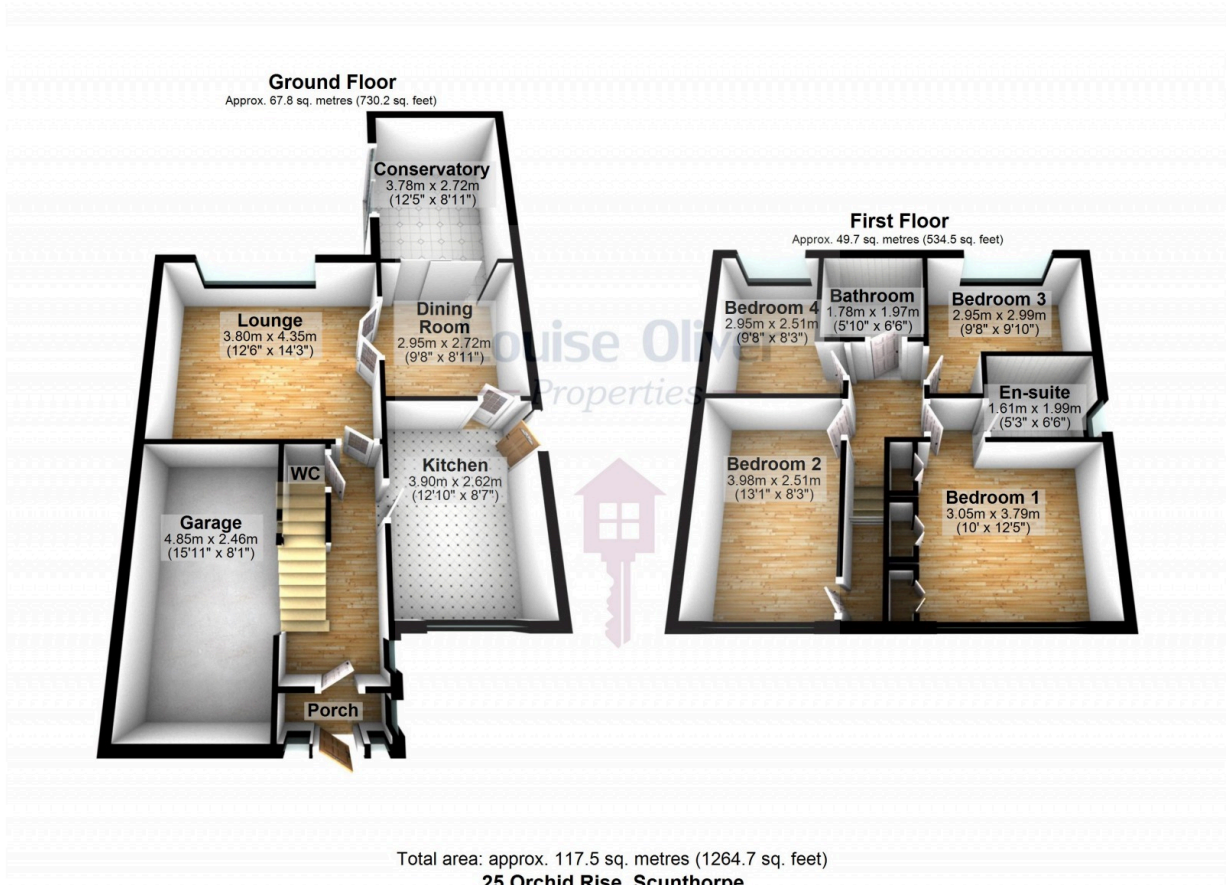 Ground Floor
Approx. 67.8 sq. metres (730.2 sq. feet)
Conservatory
3.78m x 2.72m
(12'5" x 8'11")
First Floor
Approx. 49.7 sq. metres (534.5 sq. feet)
Lounge
3.80m x 4.35m
(12'6" x 14'3")
Dining
Room
2.95m x 2.72m
(9'8" x 8'11")
Bedroom 4
2.95m x 2.51m
(9'8" x 8'3")
Bathroom
1.78m x 1.97m
(5'10" x 6'6")
Bedroom 3
2.95m x 2.99m
(9'8" x 9'10")
Louise Oliver
Properties
En-suite
1.61m x 1.99m
(5'3" x 6'6")
WC
Kitchen
3.90m x 2.62m
(12'10" x 8'7")
Bedroom 2
3.98m x 2.51m
(13'1" x 8'3")
Bedroom 1
3.05m x 3.79m
(10' x 12'5")
Garage
4.85m x 2.46m
(15'11" x 8'1")
Porch
Total area: approx. 117.5 sq. metres (1264.7 sq. feet)
25 Orchid Rise, Scunthorpe